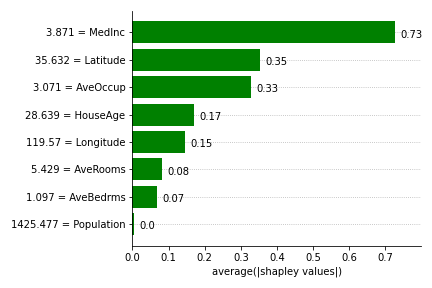 3.871 = MedInc 0.73
35.632 = Latitude 0.35
3.071 = AveOccup 0.33
28.639 = HouseAge 0.17
119.57 = Longitude 0.15
5.429 = AveRooms 0.08
1.097 = AveBedrms 0.07
1425.477 = Population 0.0
0.0 0.1 0.2 0.3 0.4 0.5 0.6 0.7
average(|shapley values|)